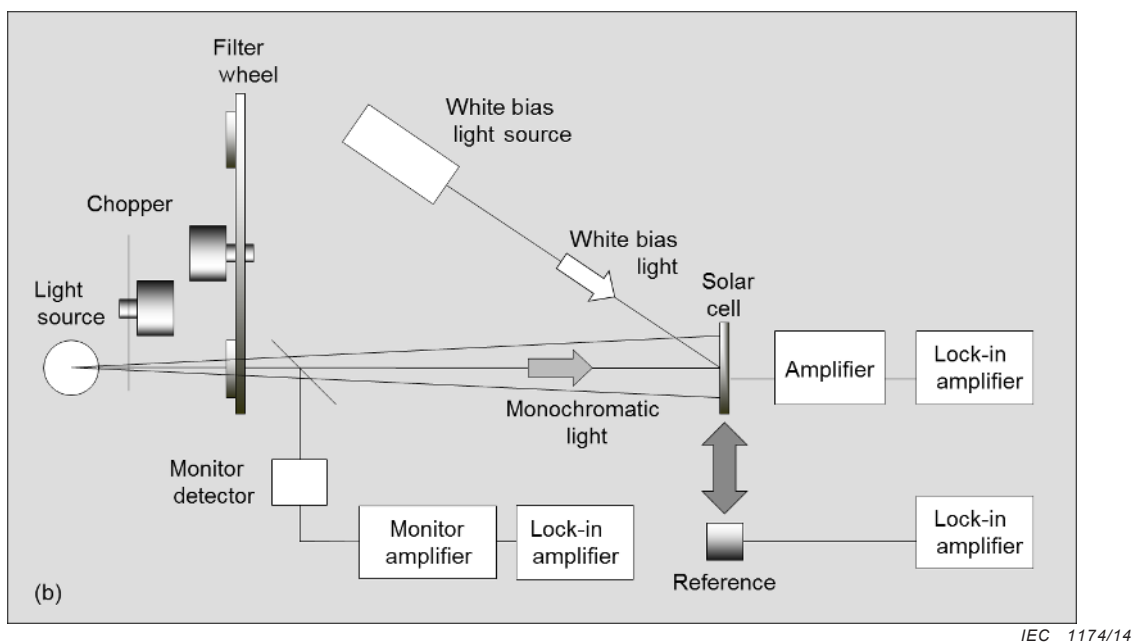 Filter
wheel
White bias
light source
Chopper
White bias
light
Light
source
Solar
cell
Amplifier
Lock-in
amplifier
Monochromatic
light
Monitor
detector
Monitor
amplifier
Lock-in
amplifier
Lock-in
amplifier
Reference
(b)
IEC 1174/14